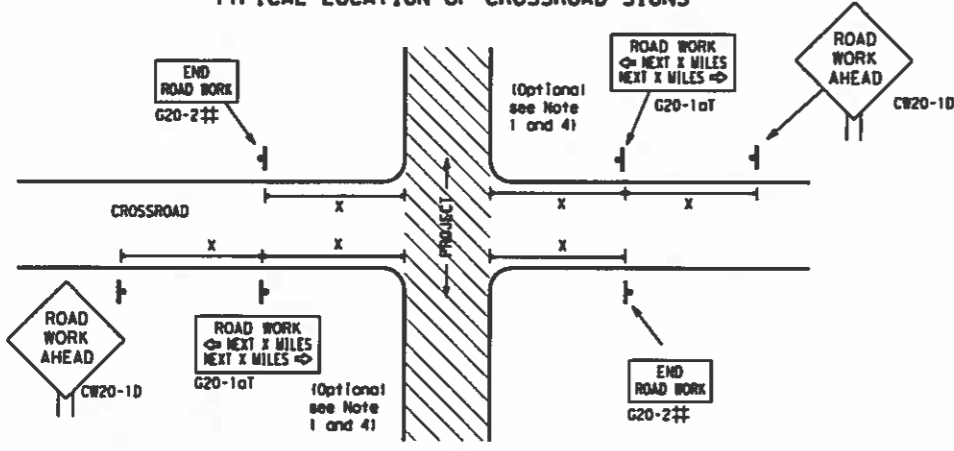 TYPICAL LOCATION OF CROSSROAD SIGNS
END
ROAD WORK
G20-2#
(Optional
see Note
1 and 4)
ROAD WORK
⇦ NEXT X MILES
NEXT X MILES ⇨
G20-1aT
ROAD
WORK
AHEAD
CW20-1D
X
X
X
CROSSROAD
PROJECT
X
X
X
ROAD
WORK
AHEAD
CW20-1D
ROAD WORK
⇦ NEXT X MILES
NEXT X MILES ⇨
G20-1aT
(Optional
see Note
1 and 4)
END
ROAD WORK
G20-2#